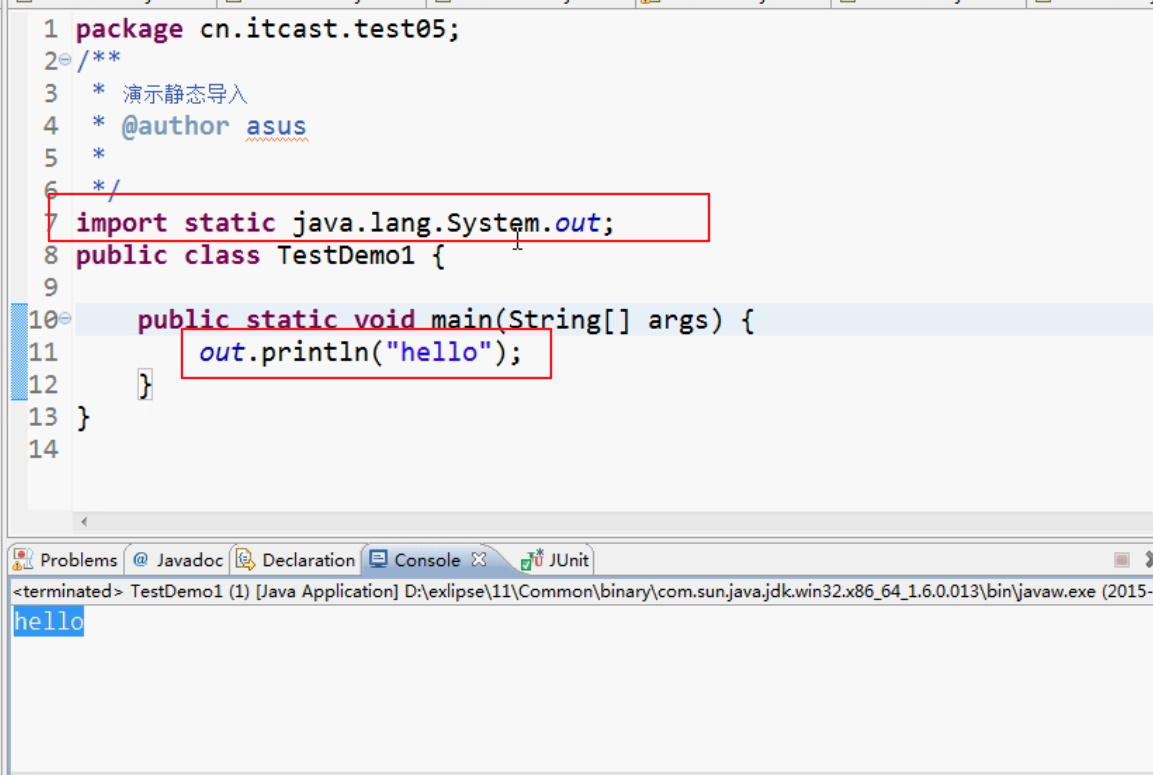 1 package cn.itcast.test05;
2 /**
3 * 演示静态导入
4 * @author asus
5 *
6 */
7 import static java.lang.System.out;
8 public class TestDemo1 {
9
10 public static void main(String[] args) {
11 out.println("hello");
12 }
13 }
14
Problems @ Javadoc Declaration Console JUnit
<terminated> TestDemo1 (1) [Java Application] D:\exlipse\11\Common\binary\com.sun.java.jdk.win32.x86_64_1.6.0.013\bin\javaw.exe (2015-
hello